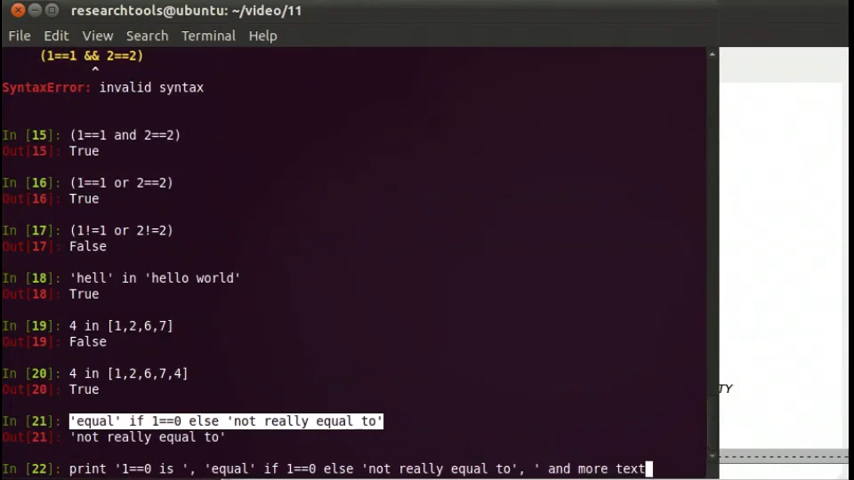 researchtools@ubuntu: ~/video/11
File Edit View Search Terminal Help
(1==1 && 2==2)
^
SyntaxError: invalid syntax
In [15]: (1==1 and 2==2)
Out[15]: True
In [16]: (1==1 or 2==2)
Out[16]: True
In [17]: (1!=1 or 2!=2)
Out[17]: False
In [18]: 'hell' in 'hello world'
Out[18]: True
In [19]: 4 in [1,2,6,7]
Out[19]: False
In [20]: 4 in [1,2,6,7,4]
Out[20]: True
TY
In [21]: 'equal' if 1==0 else 'not really equal to'
Out[21]: 'not really equal to'
In [22]: print '1==0 is ', 'equal' if 1==0 else 'not really equal to', ' and more text